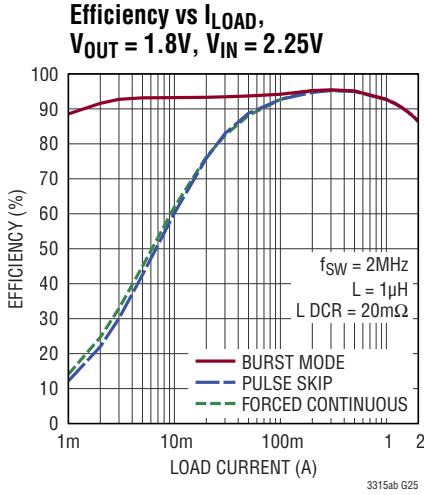 Efficiency vs ILOAD,
VOUT = 1.8V, VIN = 2.25V
100
90
80
70
60
50
40
30
20
10
0
EFFICIENCY (%)
fSW = 2MHz
L = 1µH
L DCR = 20mΩ
BURST MODE
PULSE SKIP
FORCED CONTINUOUS
1m 10m 100m 1 2
LOAD CURRENT (A)
3315ab G25